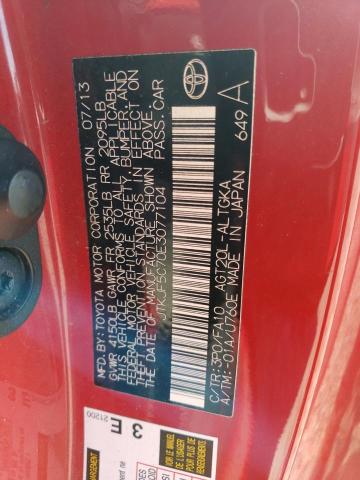 MFD. BY: TOYOTA MOTOR CORPORATION 07/13
GVWR 4150LB GAWR FR 2535LB RR 2095LB
THIS VEHICLE CONFORMS TO ALL APPLICABLE
FEDERAL MOTOR VEHICLE SAFETY, BUMPER, AND
THEFT PREVENTION STANDARDS IN EFFECT ON
THE DATE OF MANUFACTURE SHOWN ABOVE.
JTKJF5C70E3077104 PASS.CAR
C/TR:3P0/FA10 AGT20L-ALTGKA
A/TM:-01A/U760E MADE IN JAPAN
649 A
21200
3 E